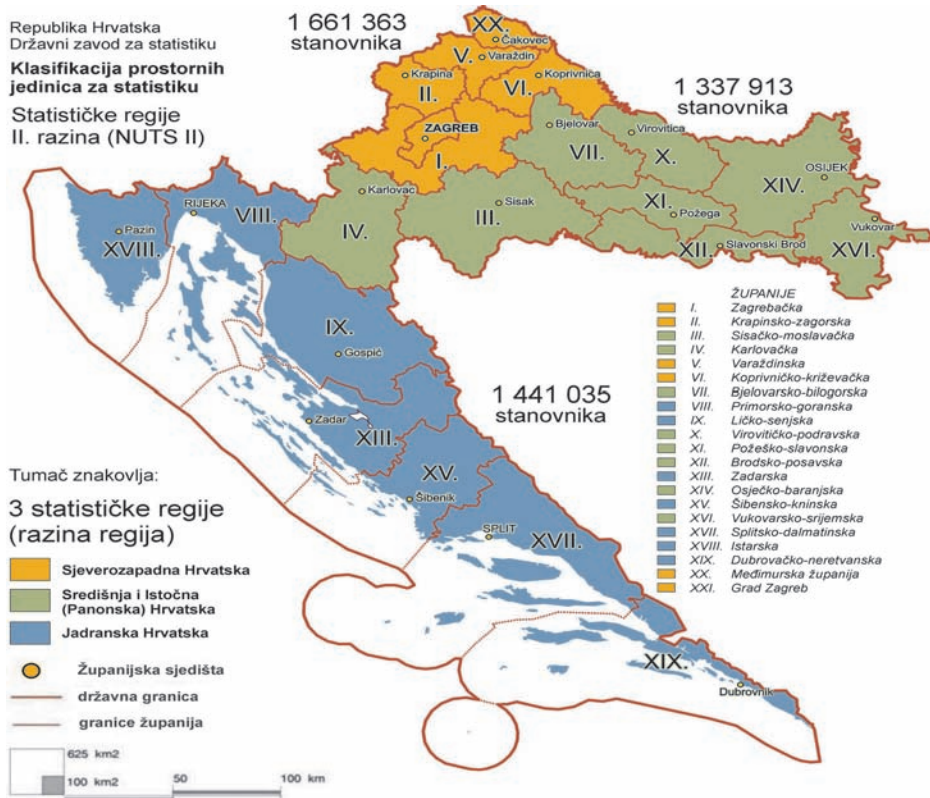 Republika Hrvatska
Državni zavod za statistiku
Klasifikacija prostornih
jedinica za statistiku
Statističke regije
II. razina (NUTS II)
1 661 363
stanovnika
1 337 913
stanovnika
1 441 035
stanovnika
XX.
Čakovec
V.
Varaždin
Krapina
II.
VI.
Koprivnica
ZAGREB
I.
Bjelovar
VII.
Virovitica
X.
XIV.
OSIJEK
Karlovac
IV.
III.
Sisak
XI.
Požega
XII.
Slavonski Brod
Vukovar
XVI.
RIJEKA
VIII.
Pazin
XVIII.
IX.
Gospić
Zadar
XIII.
XV.
Šibenik
SPLIT
XVII.
XIX.
Dubrovnik
ŽUPANIJE
I. Zagrebačka
II. Krapinsko-zagorska
III. Sisačko-moslavačka
IV. Karlovačka
V. Varaždinska
VI. Koprivničko-križevačka
VII. Bjelovarsko-bilogorska
VIII. Primorsko-goranska
IX. Ličko-senjska
X. Virovitičko-podravska
XI. Požeško-slavonska
XII. Brodsko-posavska
XIII. Zadarska
XIV. Osječko-baranjska
XV. Šibensko-kninska
XVI. Vukovarsko-srijemska
XVII. Splitsko-dalmatinska
XVIII. Istarska
XIX. Dubrovačko-neretvanska
XX. Međimurska županija
XXI. Grad Zagreb
Tumač znakovlja:
3 statističke regije
(razina regija)
Sjeverozapadna Hrvatska
Središnja i Istočna
(Panonska) Hrvatska
Jadranska Hrvatska
Županijska sjedišta
državna granica
granice županija
625 km2
100 km2
50
100 km